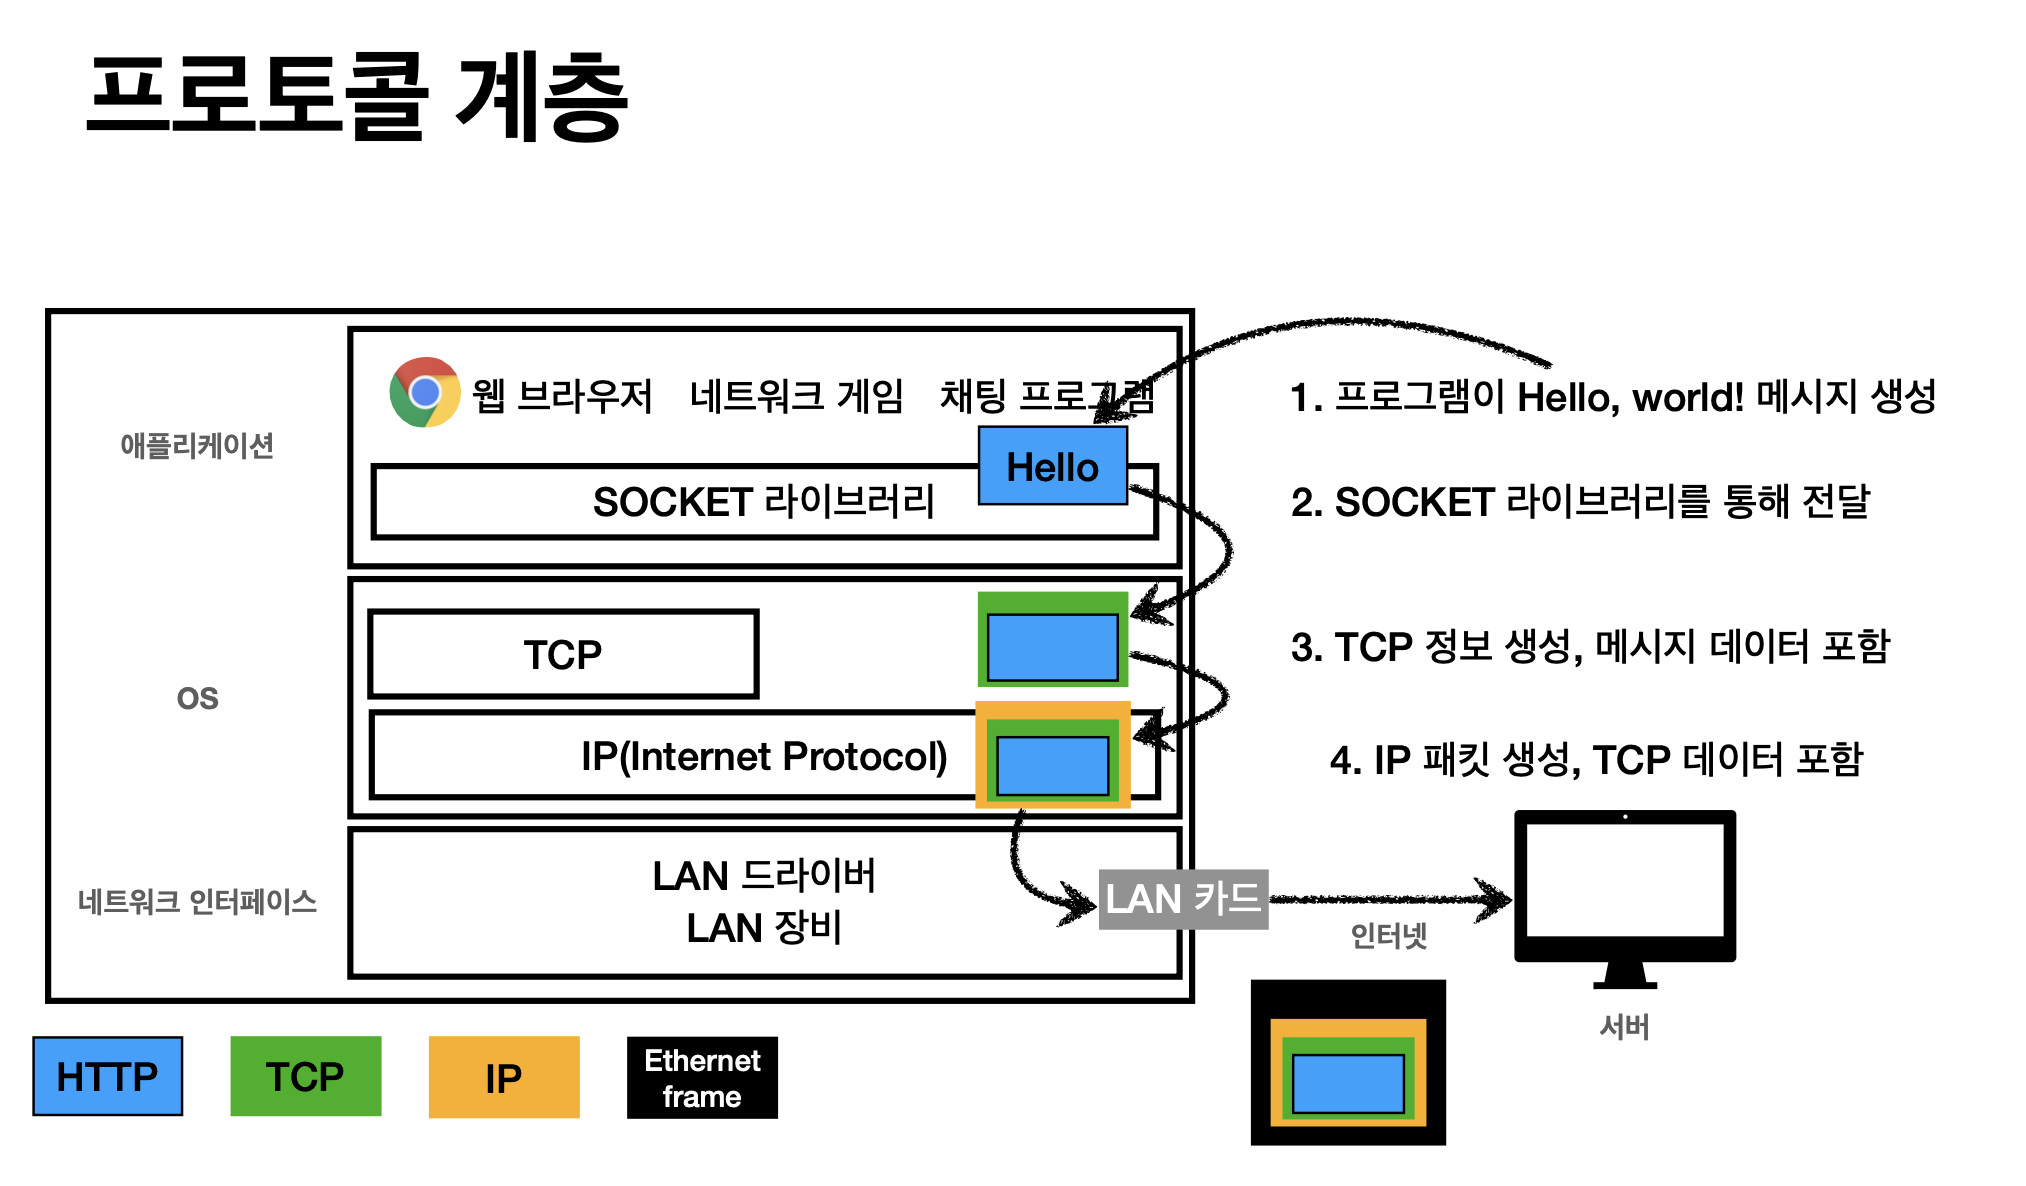 프로토콜 계층
애플리케이션
웹 브라우저 네트워크 게임 채팅 프로그램
Hello
SOCKET 라이브러리
1. 프로그램이 Hello, world! 메시지 생성
2. SOCKET 라이브러리를 통해 전달
OS
TCP
IP(Internet Protocol)
3. TCP 정보 생성, 메시지 데이터 포함
4. IP 패킷 생성, TCP 데이터 포함
네트워크 인터페이스
LAN 드라이버
LAN 장비
LAN 카드
인터넷
서버
HTTP
TCP
IP
Ethernet
frame